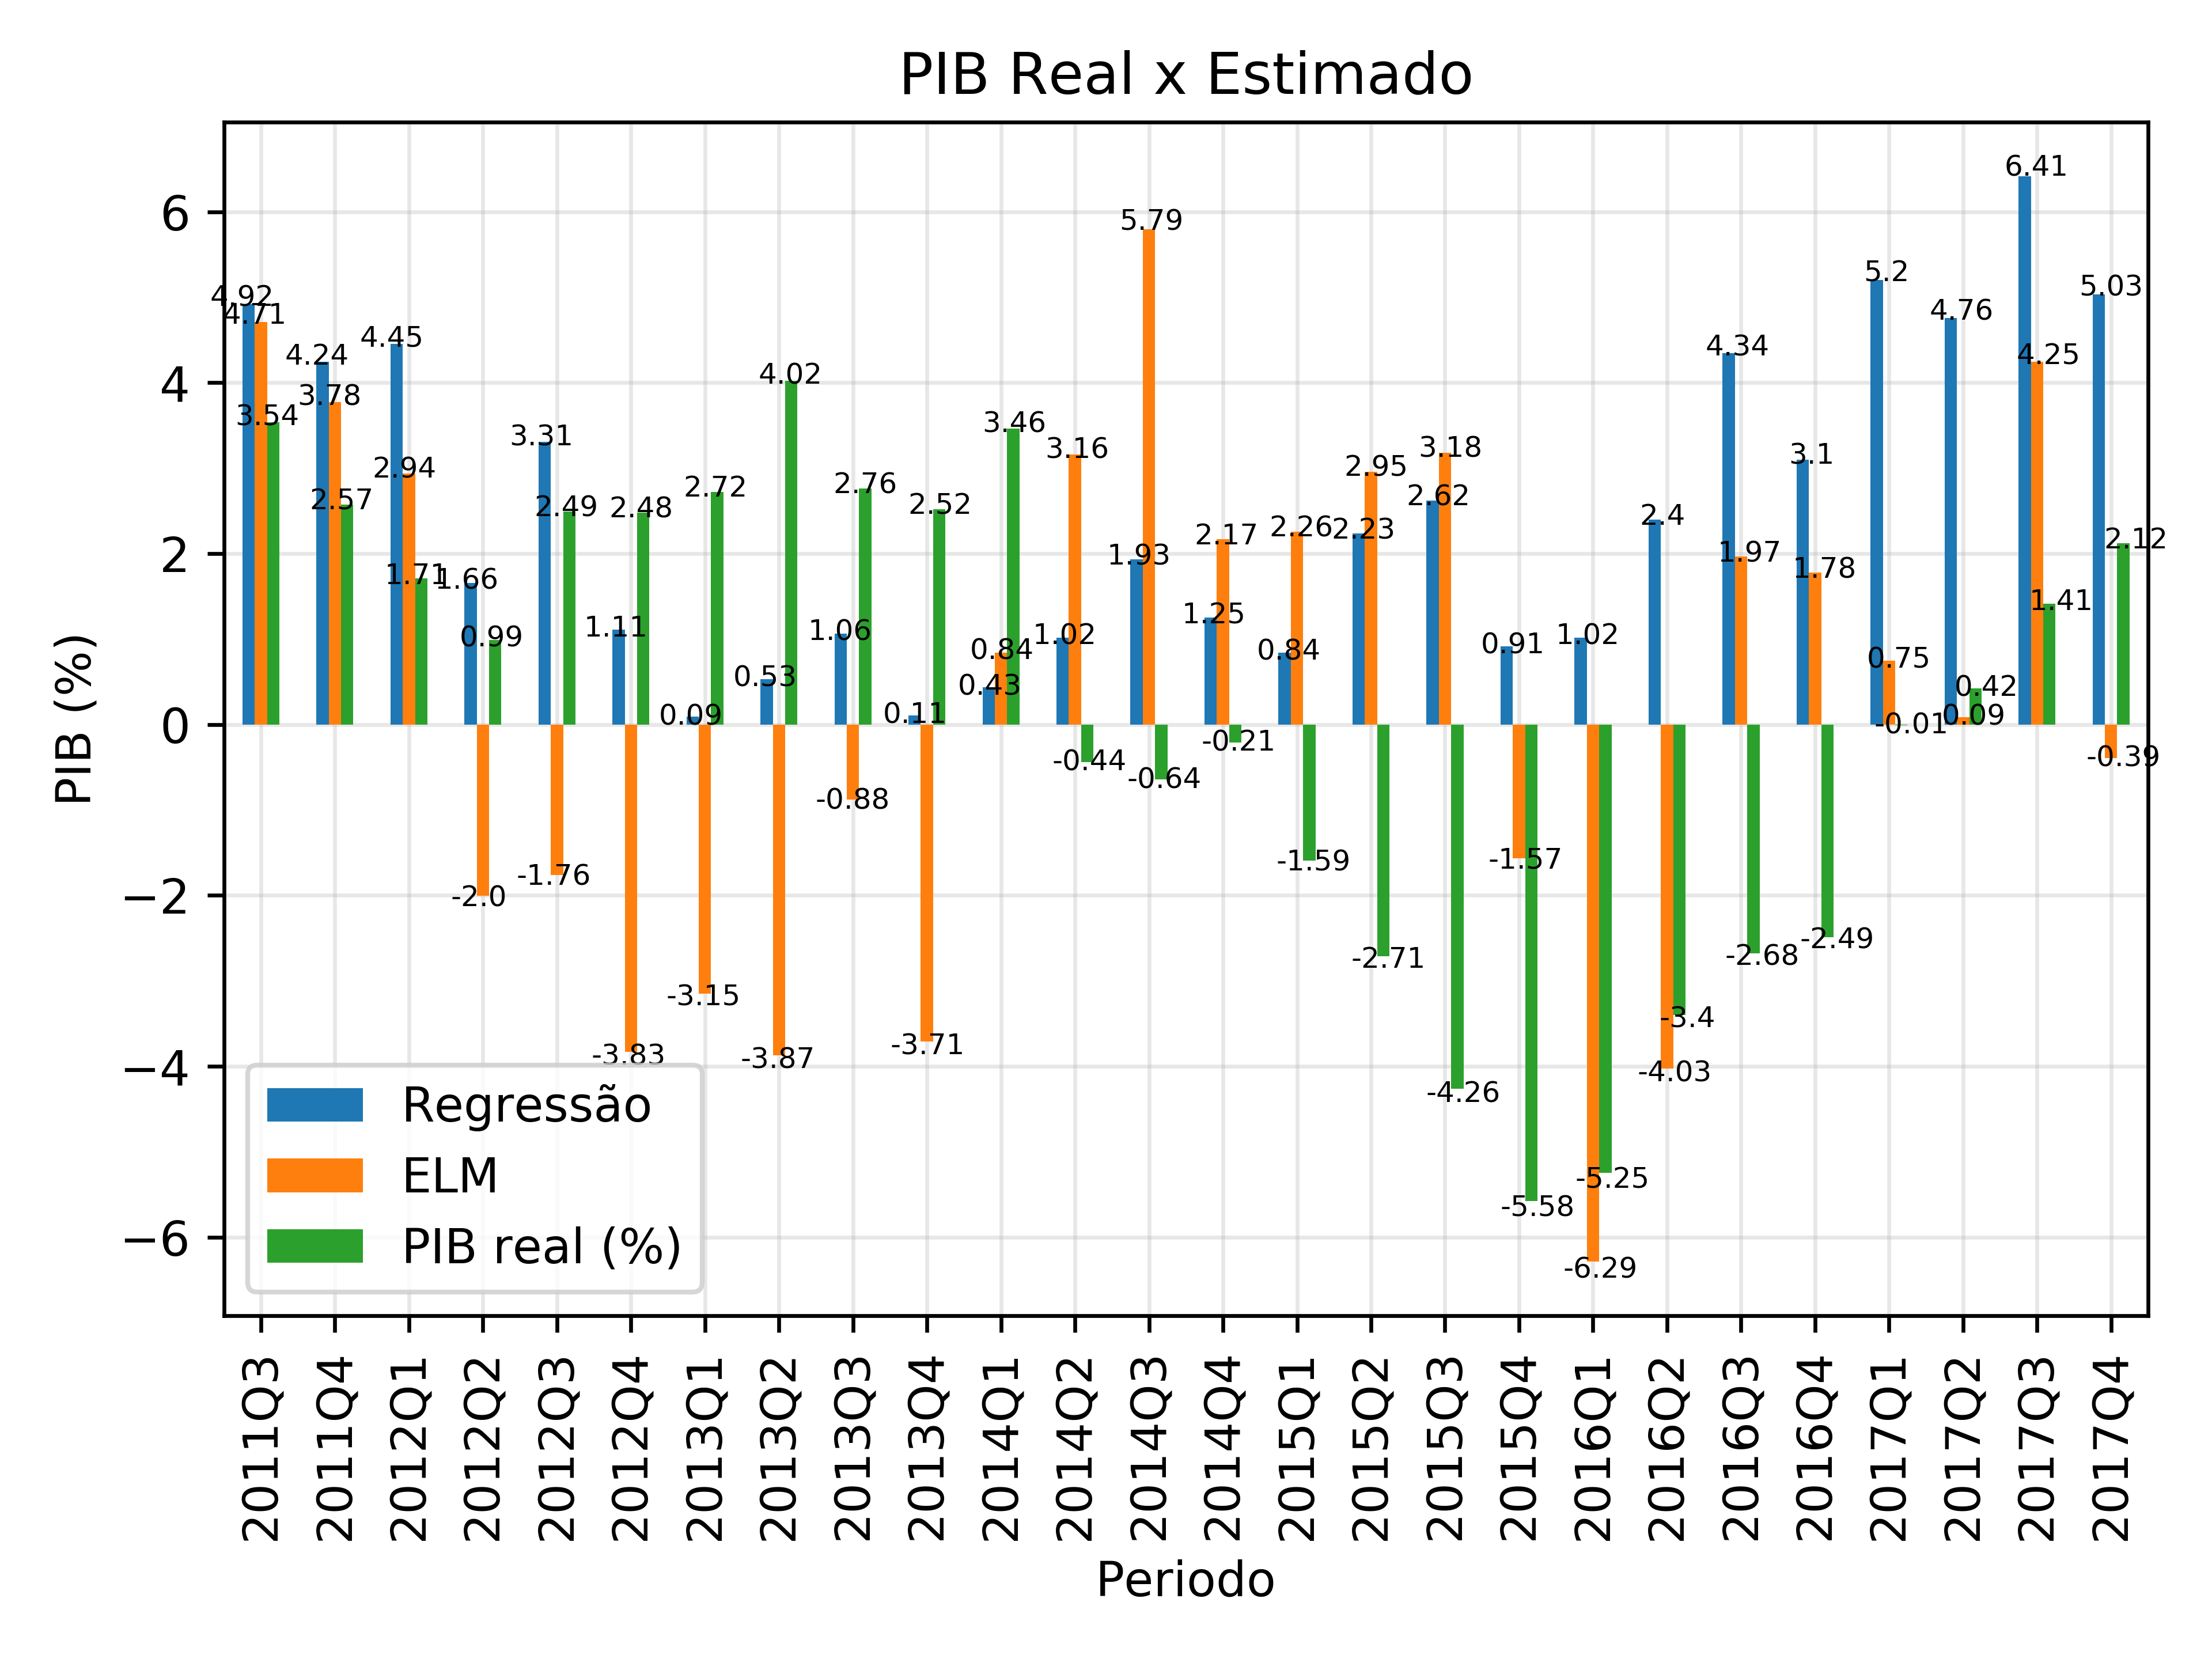 PIB Real x Estimado
PIB (%)
6
4
2
0
−2
−4
−6
4.92
4.71
3.54
4.24
3.78
2.57
4.45
2.94
1.71
1.66
-2.0
0.99
3.31
-1.76
2.49
1.11
-3.83
2.48
0.09
-3.15
2.72
0.53
-3.87
4.02
1.06
-0.88
2.76
0.11
-3.71
2.52
0.43
0.84
3.46
1.02
3.16
-0.44
1.93
5.79
-0.64
1.25
2.17
-0.21
0.84
2.26
-1.59
2.23
2.95
-2.71
2.62
3.18
-4.26
0.91
-1.57
-5.58
1.02
-6.29
-5.25
2.4
-4.03
-3.4
4.34
1.97
-2.68
3.1
1.78
-2.49
5.2
0.75
-0.01
4.76
0.09
0.42
6.41
4.25
1.41
5.03
-0.39
2.12
Regressão
ELM
PIB real (%)
2011Q3
2011Q4
2012Q1
2012Q2
2012Q3
2012Q4
2013Q1
2013Q2
2013Q3
2013Q4
2014Q1
2014Q2
2014Q3
2014Q4
2015Q1
2015Q2
2015Q3
2015Q4
2016Q1
2016Q2
2016Q3
2016Q4
2017Q1
2017Q2
2017Q3
2017Q4
Periodo